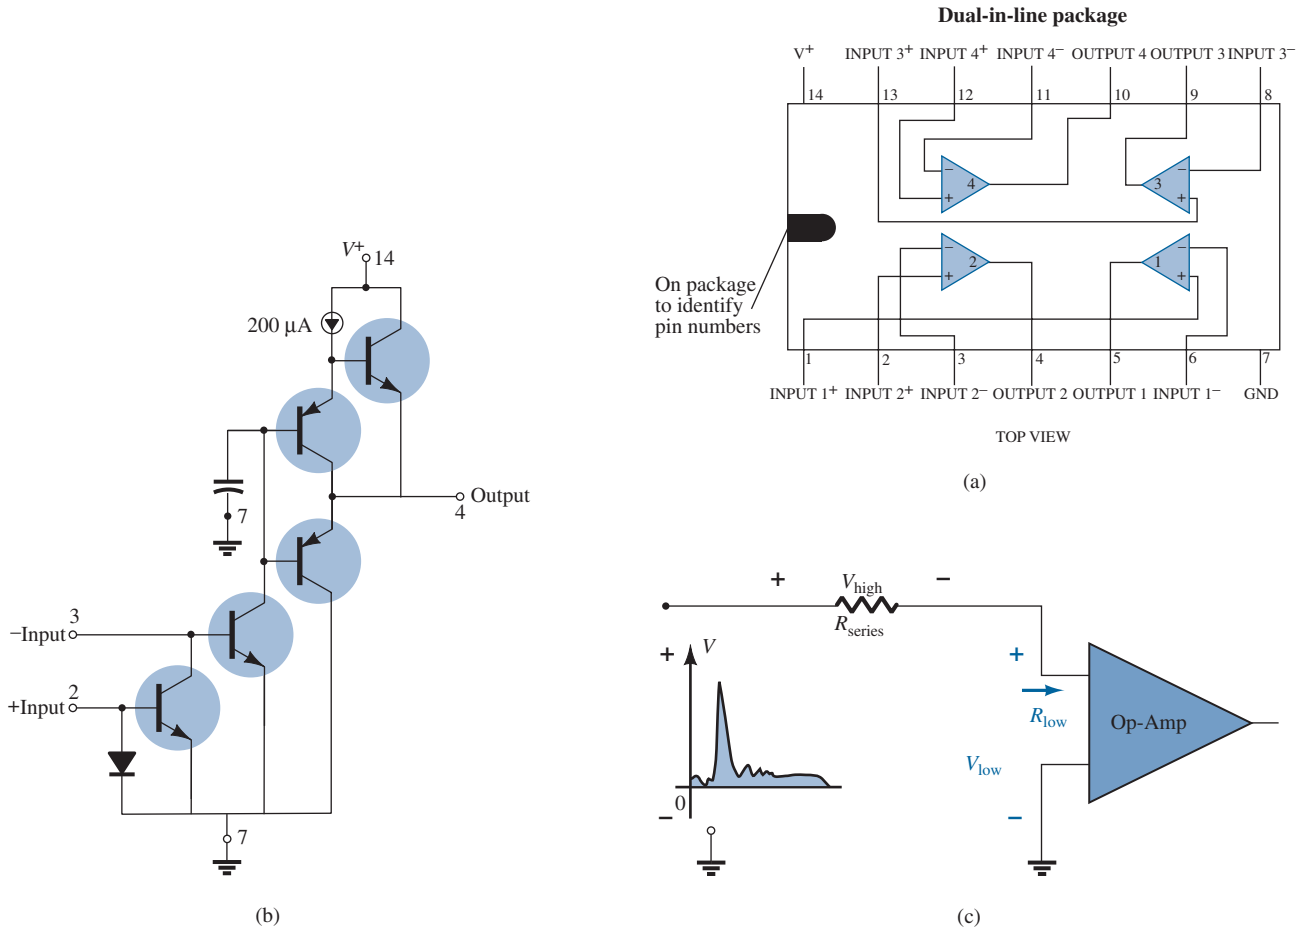 Dual-in-line package
V+ INPUT 3+ INPUT 4+ INPUT 4− OUTPUT 4 OUTPUT 3 INPUT 3−
14 13 12 11 10 9 8
− 4 +
− 3 +
− 2 +
− 1 +
On package
to identify
pin numbers
1 2 3 4 5 6 7
INPUT 1+ INPUT 2+ INPUT 2− OUTPUT 2 OUTPUT 1 INPUT 1− GND
TOP VIEW
(a)
V+
14
200 μA
7
Output
4
−Input 3
+Input 2
7
(b)
+ Vhigh −
Rseries
+ V
+
Rlow
Op-Amp
Vlow
0
−
−
(c)